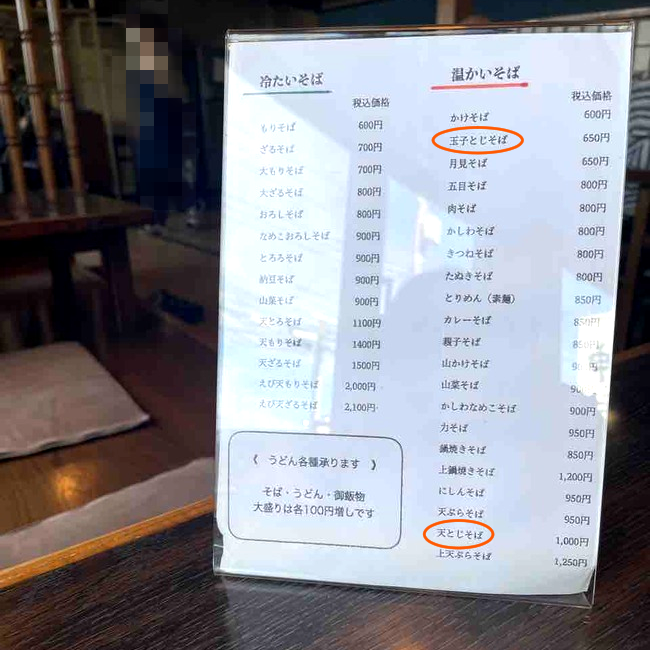 冷たいそば
税込価格
もりそば 600円
ざるそば 700円
大もりそば 700円
大ざるそば 800円
おろしそば 800円
なめこおろしそば 900円
とろろそば 900円
納豆そば 900円
山菜そば 900円
天とろそば 1100円
天もりそば 1400円
天ざるそば 1500円
えび天もりそば 2,000円
えび天ざるそば 2,100円
《 うどん各種承ります 》
そば・うどん・御飯物
大盛りは各100円増しです
温かいそば
税込価格
かけそば 600円
玉子とじそば 650円
月見そば 650円
五目そば 800円
肉そば 800円
かしわそば 800円
きつねそば 800円
たぬきそば 800円
とりめん（素麺） 850円
カレーそば 850円
親子そば 850円
山かけそば
山菜そば
かしわなめこそば 900円
力そば 950円
鍋焼きそば 850円
上鍋焼きそば 1,200円
にしんそば 950円
天ぷらそば 950円
天とじそば 1,000円
上天ぷらそば 1,250円